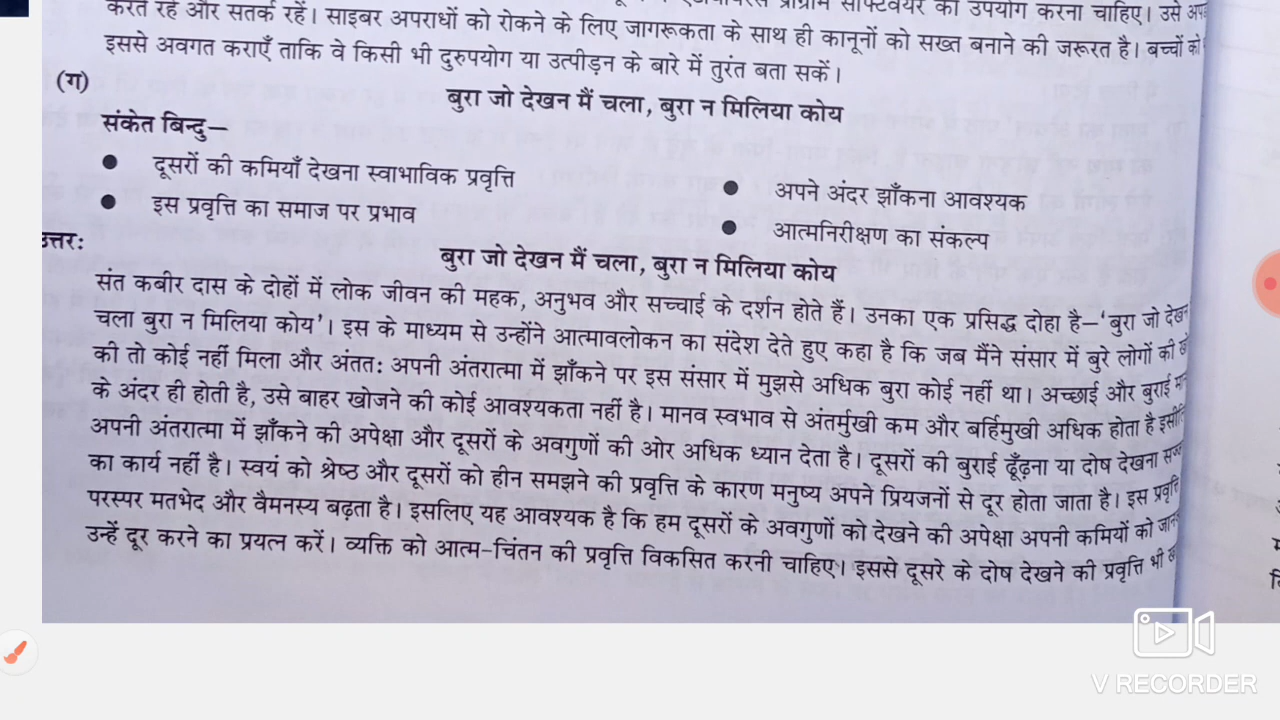 करते रहें और सतर्क रहें। साइबर अपराधों को रोकने के लिए जागरूकता के साथ ही कानूनों को सख्त बनाने की जरूरत है। बच्चों को
प्रोग्राम सॉफ्टवेयर का उपयोग करना चाहिए। उसे
इससे अवगत कराएँ ताकि वे किसी भी दुरुपयोग या उत्पीड़न के बारे में तुरंत बता सकें।
(ग)
बुरा जो देखन मैं चला, बुरा न मिलिया कोय
संकेत बिन्दु—
● दूसरों की कमियाँ देखना स्वाभाविक प्रवृत्ति
● अपने अंदर झाँकना आवश्यक
● इस प्रवृत्ति का समाज पर प्रभाव
● आत्मनिरीक्षण का संकल्प
उत्तर:
बुरा जो देखन मैं चला, बुरा न मिलिया कोय
संत कबीर दास के दोहों में लोक जीवन की महक, अनुभव और सच्चाई के दर्शन होते हैं। उनका एक प्रसिद्ध दोहा है—‘बुरा जो देखन
चला बुरा न मिलिया कोय’। इस के माध्यम से उन्होंने आत्मावलोकन का संदेश देते हुए कहा है कि जब मैंने संसार में बुरे लोगों की
की तो कोई नहीं मिला और अंततः अपनी अंतरात्मा में झाँकने पर इस संसार में मुझसे अधिक बुरा कोई नहीं था। अच्छाई और बुराई
के अंदर ही होती है, उसे बाहर खोजने की कोई आवश्यकता नहीं है। मानव स्वभाव से अंतर्मुखी कम और बर्हिमुखी अधिक होता है
अपनी अंतरात्मा में झाँकने की अपेक्षा और दूसरों के अवगुणों की ओर अधिक ध्यान देता है। दूसरों की बुराई ढूँढ़ना या दोष देखना
का कार्य नहीं है। स्वयं को श्रेष्ठ और दूसरों को हीन समझने की प्रवृत्ति के कारण मनुष्य अपने प्रियजनों से दूर होता जाता है। इस प्रवृत्ति
परस्पर मतभेद और वैमनस्य बढ़ता है। इसलिए यह आवश्यक है कि हम दूसरों के अवगुणों को देखने की अपेक्षा अपनी कमियों को
उन्हें दूर करने का प्रयत्न करें। व्यक्ति को आत्म-चिंतन की प्रवृत्ति विकसित करनी चाहिए। इससे दूसरे के दोष देखने की प्रवृत्ति भी
V RECORDER